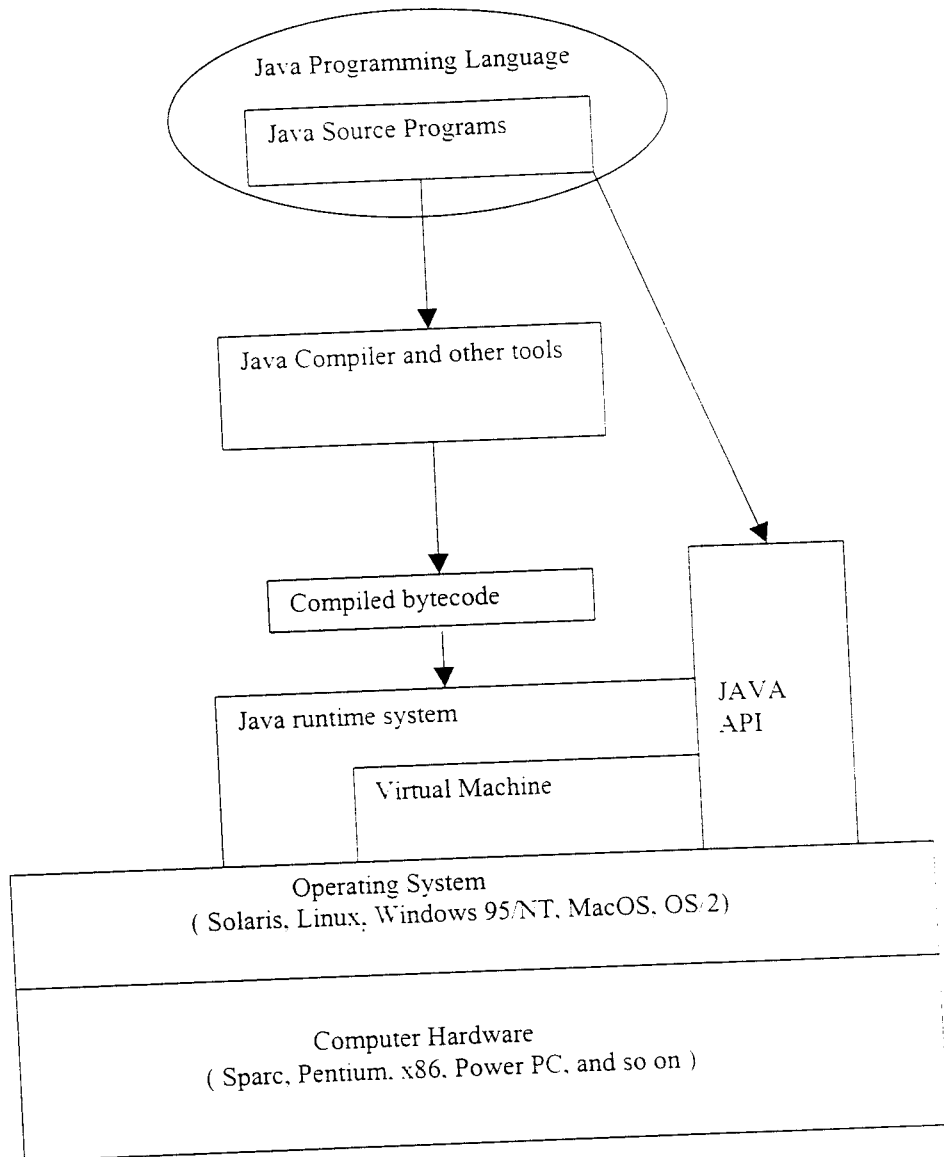 Java Programming Language
Java Source Programs
Java Compiler and other tools
Compiled bytecode
Java runtime system
JAVA
API
Virtual Machine
Operating System
( Solaris, Linux, Windows 95/NT, MacOS, OS/2)
Computer Hardware
( Sparc, Pentium, x86, Power PC, and so on )